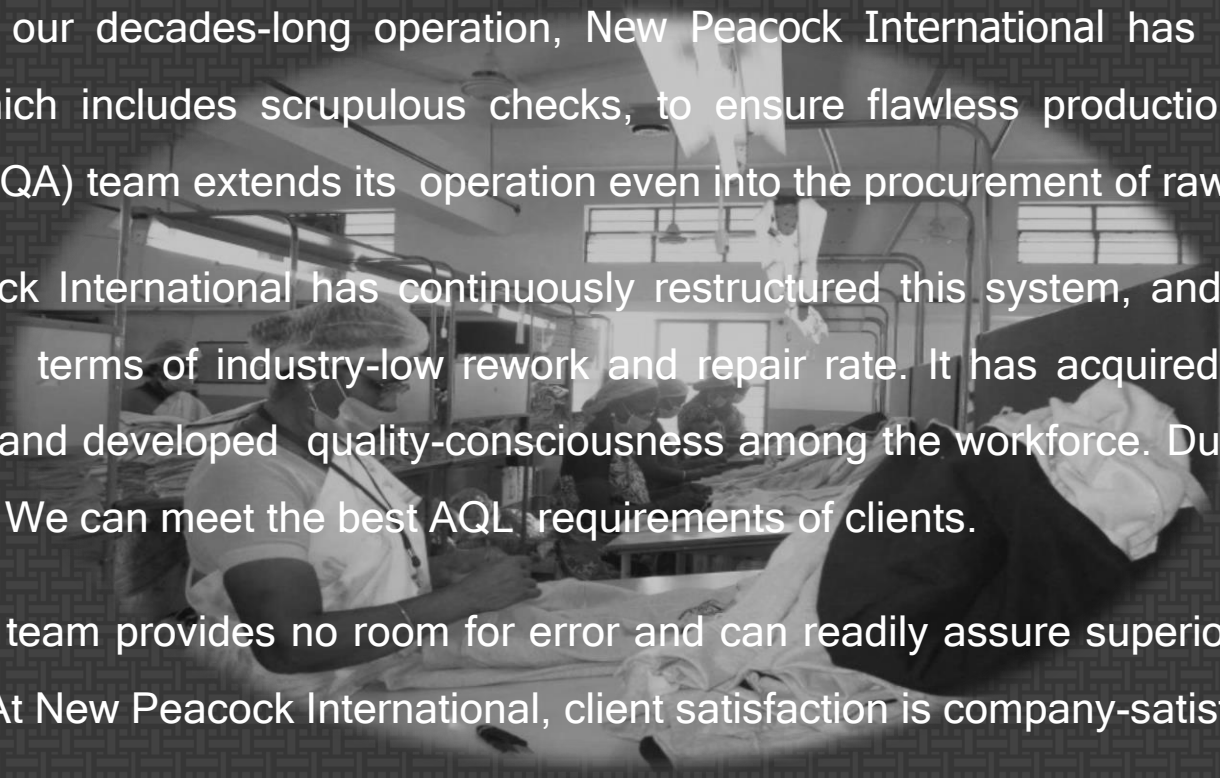 our decades-long operation, New Peacock International has
ich includes scrupulous checks, to ensure flawless productio
QA) team extends its operation even into the procurement of raw
ck International has continuously restructured this system, and
terms of industry-low rework and repair rate. It has acquired
and developed quality-consciousness among the workforce. Du
We can meet the best AQL requirements of clients.
team provides no room for error and can readily assure superio
At New Peacock International, client satisfaction is company-satis